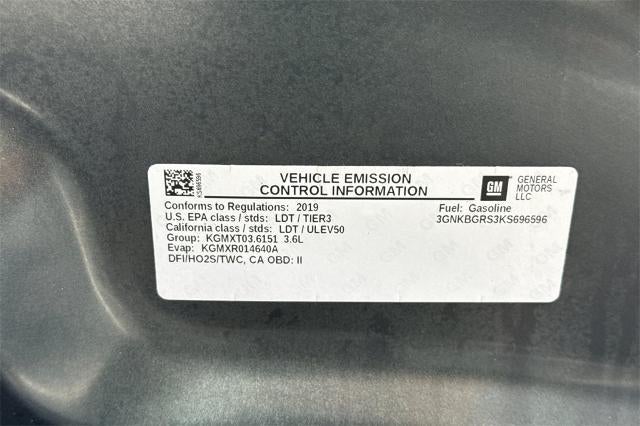 VEHICLE EMISSION
CONTROL INFORMATION
GM
GENERAL
MOTORS
LLC
Conforms to Regulations: 2019
U.S. EPA class / stds: LDT / TIER3
California class / stds: LDT / ULEV50
Group: KGMXT03.6151 3.6L
Evap: KGMXR014640A
DFI/HO2S/TWC, CA OBD: II
Fuel: Gasoline
3GNKBGRS3KS696596